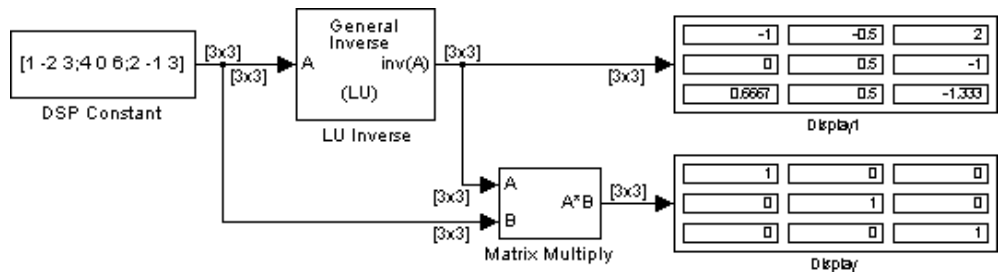 [1 -2 3;4 0 6;2 -1 3]
DSP Constant
[3x3]
[3x3]
General
Inverse
A
inv(A)
(LU)
LU Inverse
[3x3]
[3x3]
-1 -0.5 2
0 0.5 -1
0.6667 0.5 -1.333
Display1
[3x3]
[3x3]
A
B
A*B
Matrix Multiply
[3x3]
1 0 0
0 1 0
0 0 1
Display